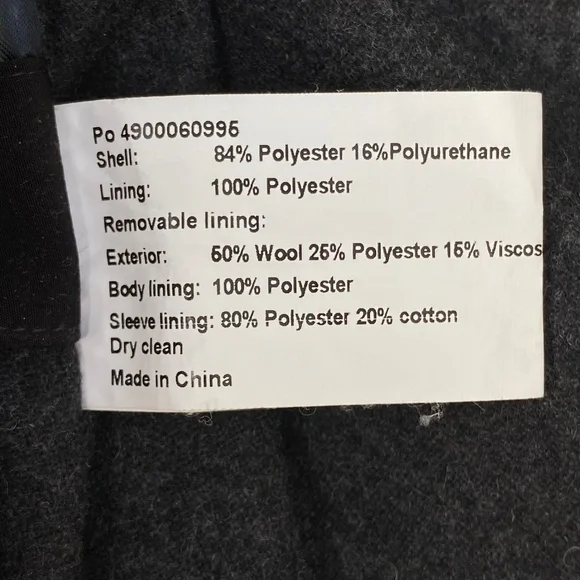 Po 4900060995
Shell: 84% Polyester 16%Polyurethane
Lining: 100% Polyester
Removable lining:
Exterior: 60% Wool 25% Polyester 15% Viscos
Body lining: 100% Polyester
Sleeve lining: 80% Polyester 20% cotton
Dry clean
Made in China